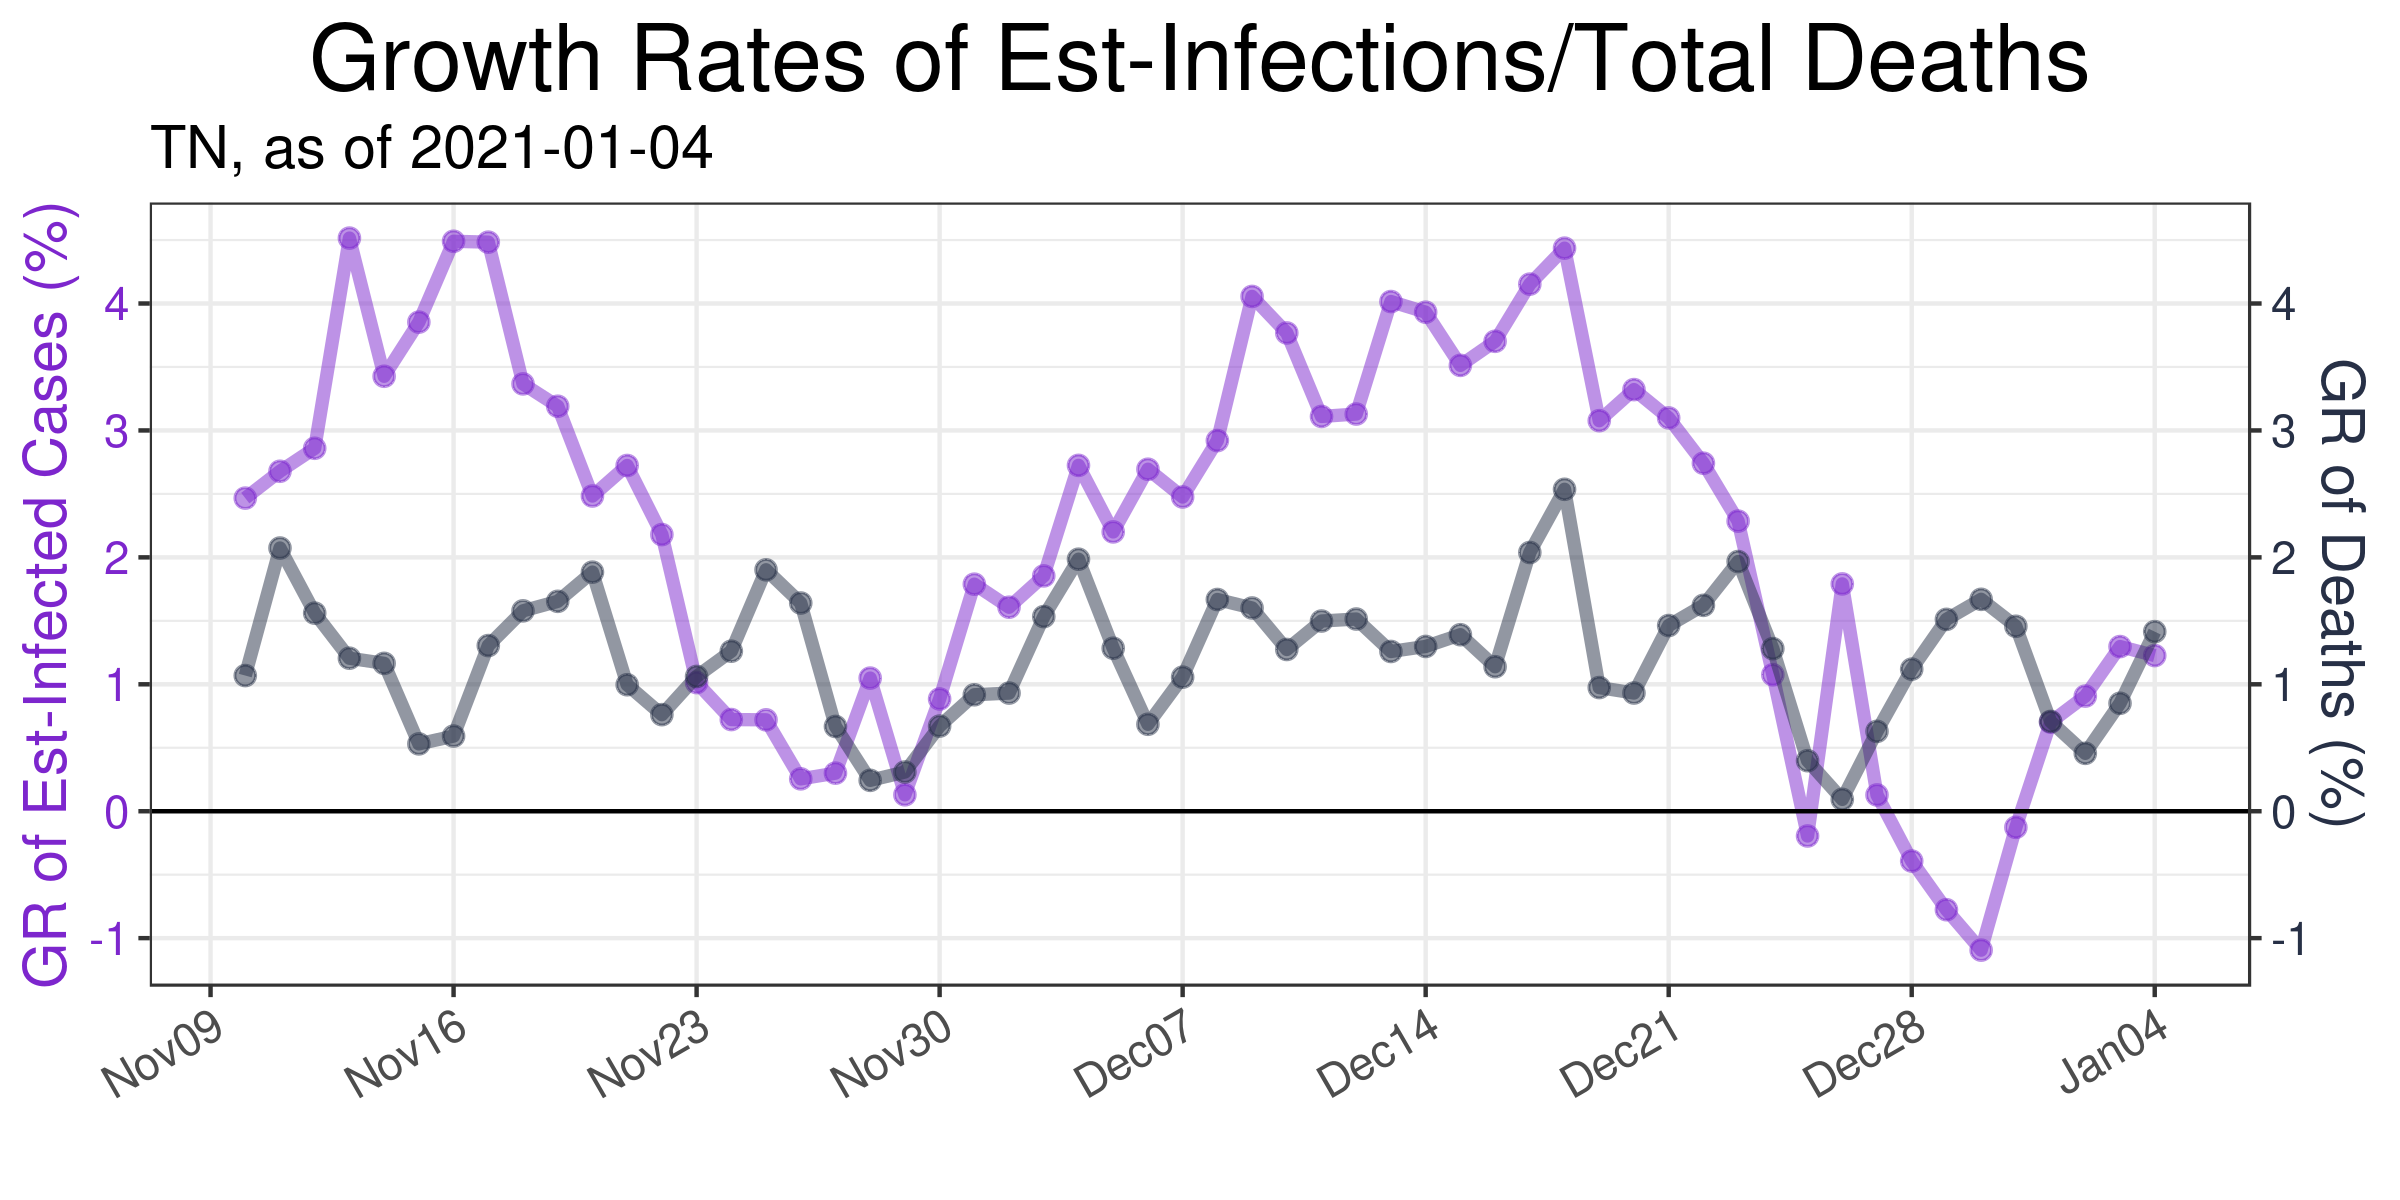 Growth Rates of Est-Infections/Total Deaths
TN, as of 2021-01-04
GR of Est-Infected Cases (%)
4
3
2
1
0
-1
4
3
2
1
0
-1
GR of Deaths (%)
Nov09
Nov16
Nov23
Nov30
Dec07
Dec14
Dec21
Dec28
Jan04